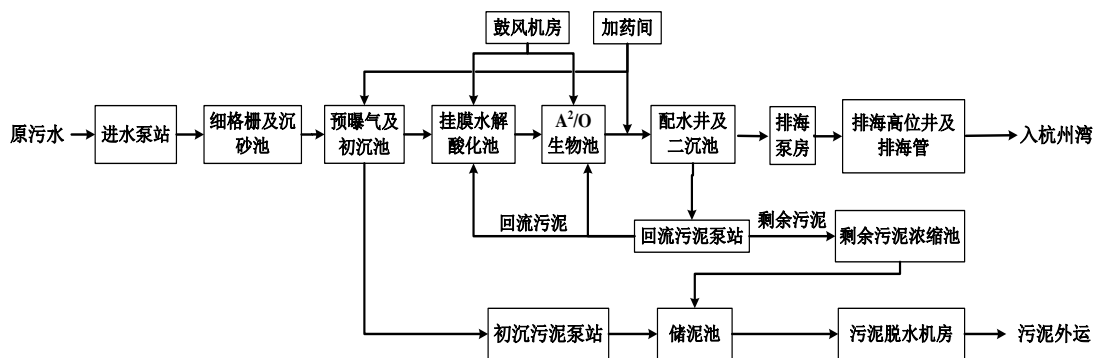 鼓风机房
加药间
原污水
进水泵站
细格栅及沉
砂池
预曝气及
初沉池
挂膜水解
酸化池
A²/O
生物池
配水井及
二沉池
排海
泵房
排海高位井及
排海管
入杭州湾
回流污泥
回流污泥泵站
剩余污泥
剩余污泥浓缩池
初沉污泥泵站
储泥池
污泥脱水机房
污泥外运